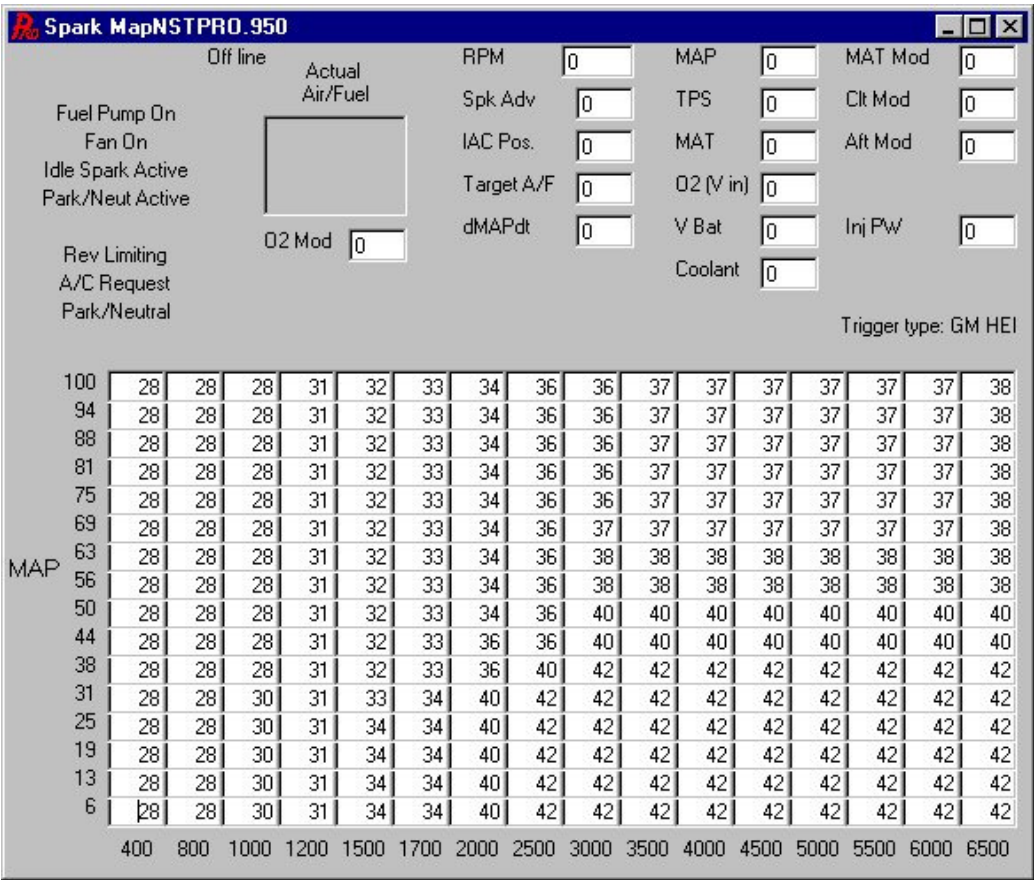 Pro Spark MapNSTPRO.950
Off line Actual RPM 0 MAP 0 MAT Mod 0
Air/Fuel
Fuel Pump On Spk Adv 0 TPS 0 Clt Mod 0
Fan On IAC Pos. 0 MAT 0 Aft Mod 0
Idle Spark Active Target A/F 0 O2 (V in) 0
Park/Neut Active
O2 Mod 0 dMAPdt 0 V Bat 0 Inj PW 0
Rev Limiting
A/C Request Coolant 0
Park/Neutral
Trigger type: GM HEI
100 28 28 28 31 32 33 34 36 36 37 37 37 37 37 37 38
94 28 28 28 31 32 33 34 36 36 37 37 37 37 37 37 38
88 28 28 28 31 32 33 34 36 36 37 37 37 37 37 37 38
81 28 28 28 31 32 33 34 36 36 37 37 37 37 37 37 38
75 28 28 28 31 32 33 34 36 36 37 37 37 37 37 37 38
69 28 28 28 31 32 33 34 36 37 37 37 37 37 37 37 38
63 28 28 28 31 32 33 34 36 38 38 38 38 38 38 38 38
MAP
56 28 28 28 31 32 33 34 36 38 38 38 38 38 38 38 38
50 28 28 28 31 32 33 34 36 40 40 40 40 40 40 40 40
44 28 28 28 31 32 33 36 36 40 40 40 40 40 40 40 40
38 28 28 28 31 32 33 36 40 42 42 42 42 42 42 42 42
31 28 28 30 31 33 34 40 42 42 42 42 42 42 42 42 42
25 28 28 30 31 34 34 40 42 42 42 42 42 42 42 42 42
19 28 28 30 31 34 34 40 42 42 42 42 42 42 42 42 42
13 28 28 30 31 34 34 40 42 42 42 42 42 42 42 42 42
6 28 28 30 31 34 34 40 42 42 42 42 42 42 42 42 42
400 800 1000 1200 1500 1700 2000 2500 3000 3500 4000 4500 5000 5500 6000 6500